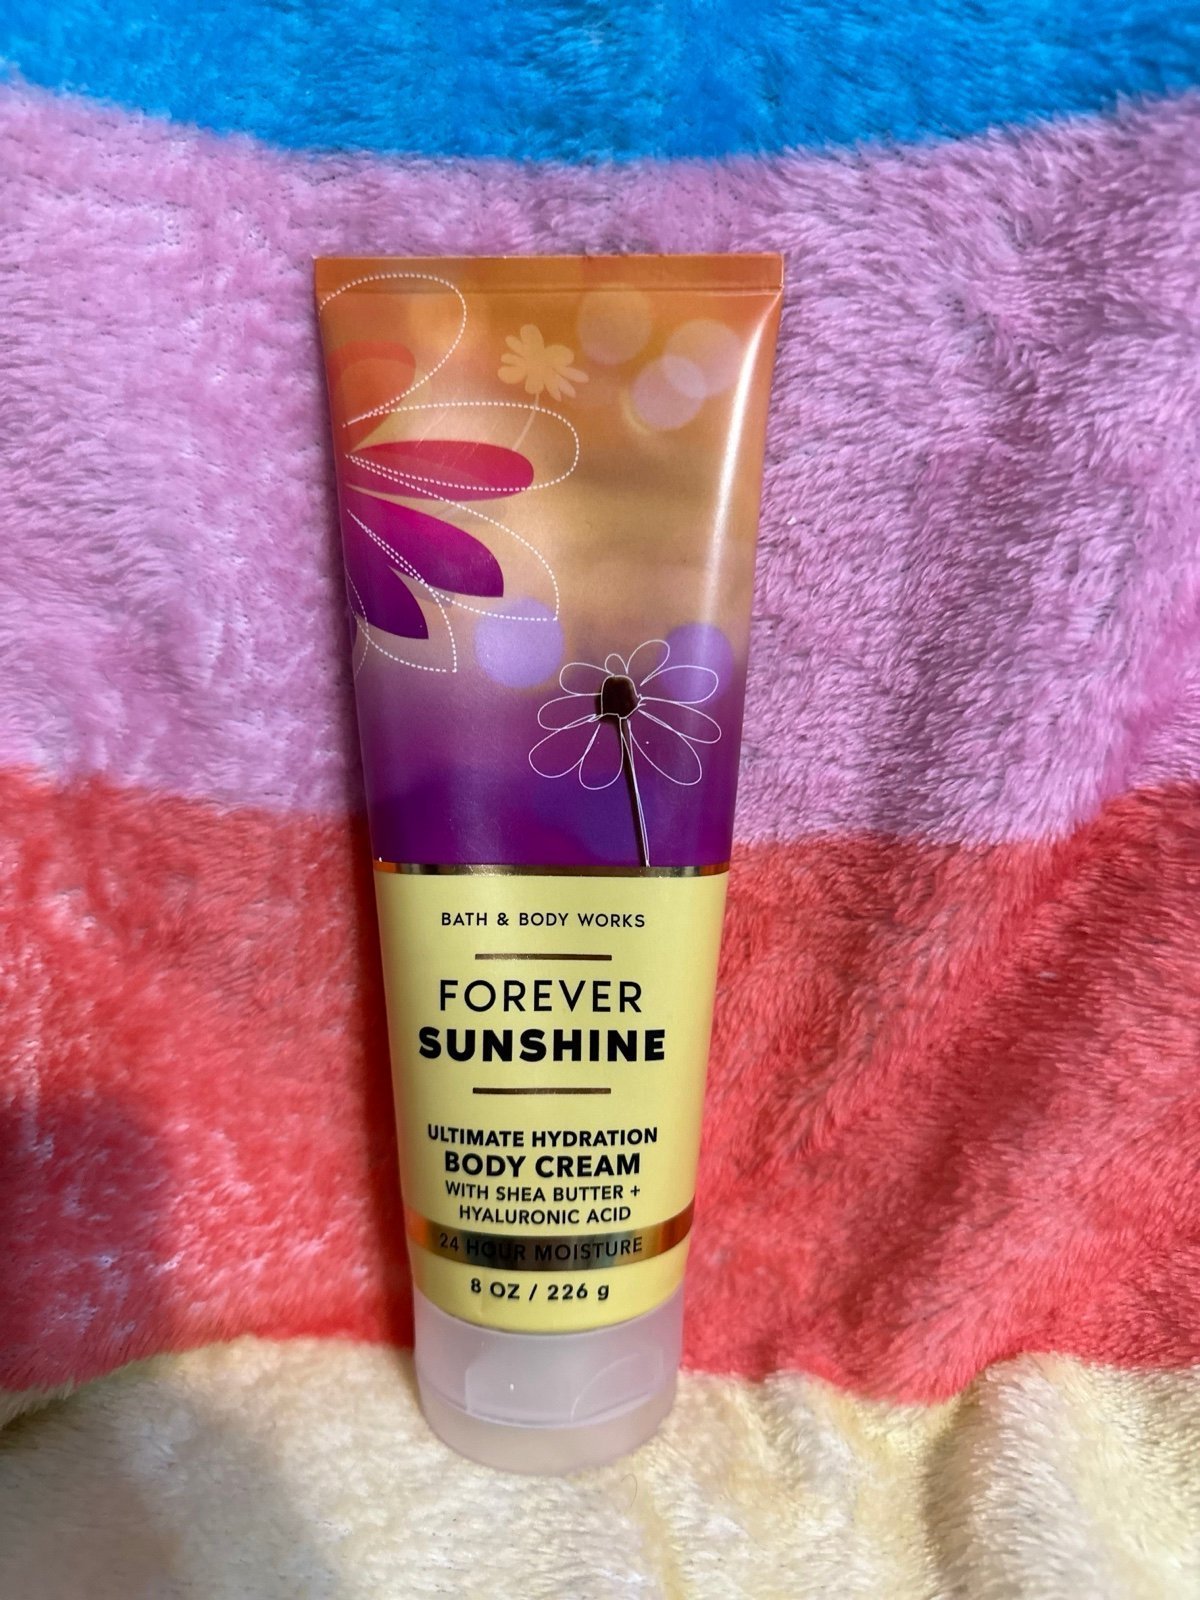 BATH & BODY WORKS
FOREVER
SUNSHINE
ULTIMATE HYDRATION
BODY CREAM
WITH SHEA BUTTER +
HYALURONIC ACID
24 HOUR MOISTURE
8 OZ / 226 g